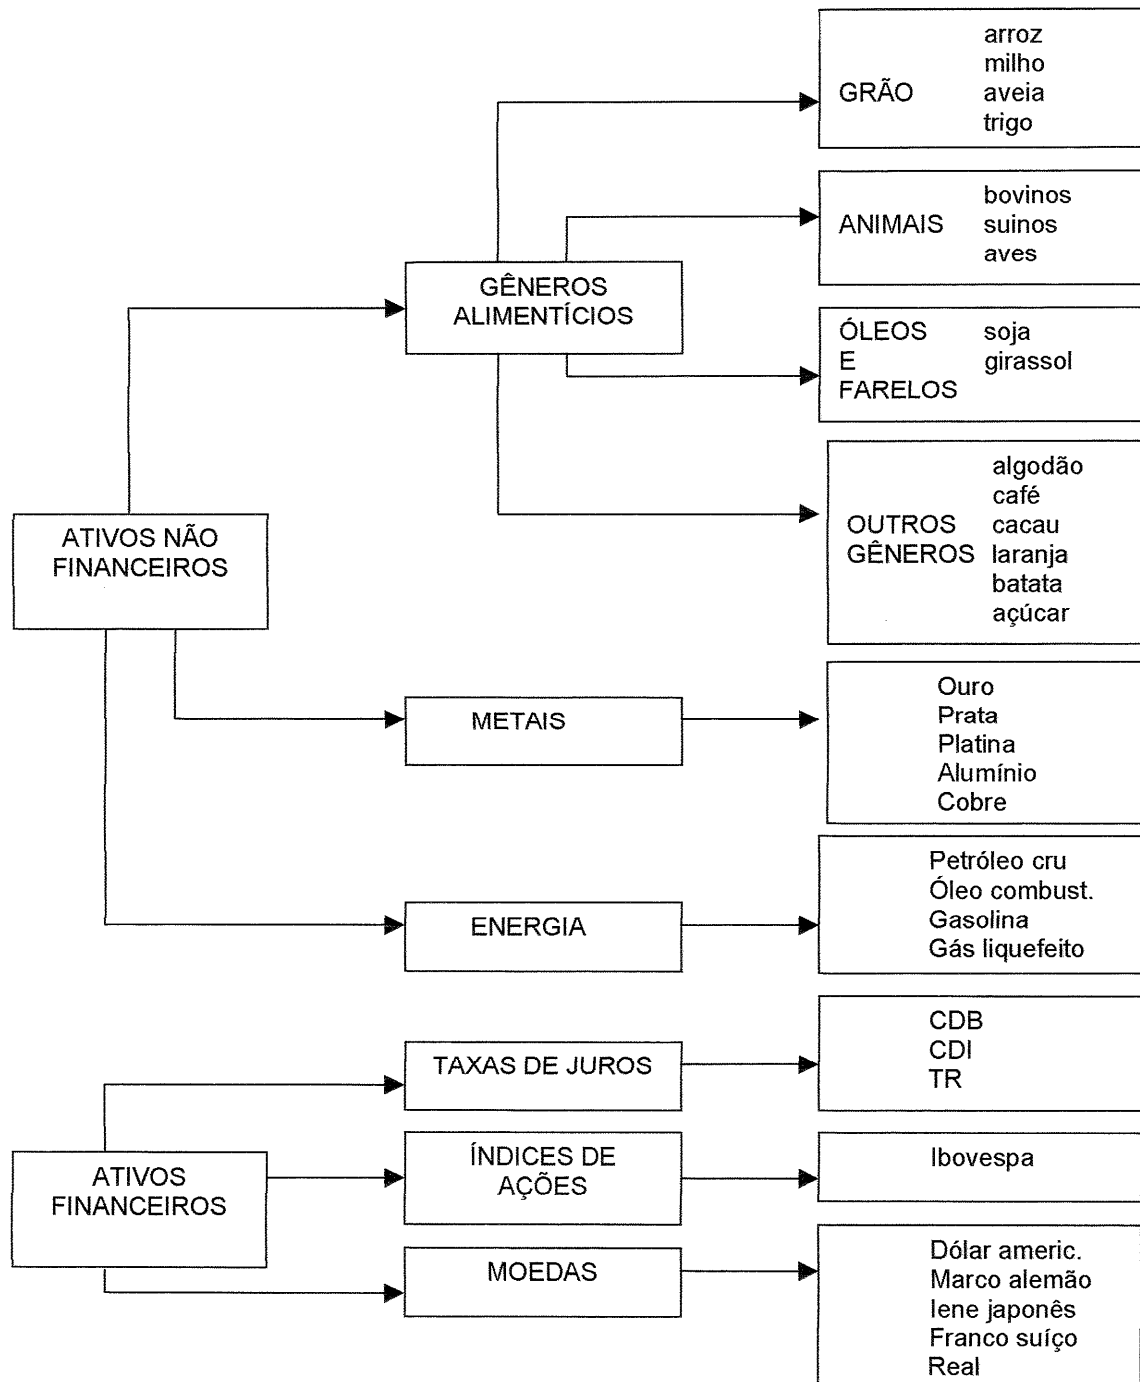 arroz
milho
GRÃO aveia
trigo
bovinos
ANIMAIS suinos
aves
GÊNEROS
ALIMENTÍCIOS
ÓLEOS soja
E girassol
FARELOS
algodão
café
OUTROS cacau
GÊNEROS laranja
batata
açúcar
ATIVOS NÃO
FINANCEIROS
METAIS
Ouro
Prata
Platina
Alumínio
Cobre
ENERGIA
Petróleo cru
Óleo combust.
Gasolina
Gás liquefeito
TAXAS DE JUROS
CDB
CDI
TR
ATIVOS
FINANCEIROS
ÍNDICES DE
AÇÕES
Ibovespa
MOEDAS
Dólar americ.
Marco alemão
Iene japonês
Franco suíço
Real